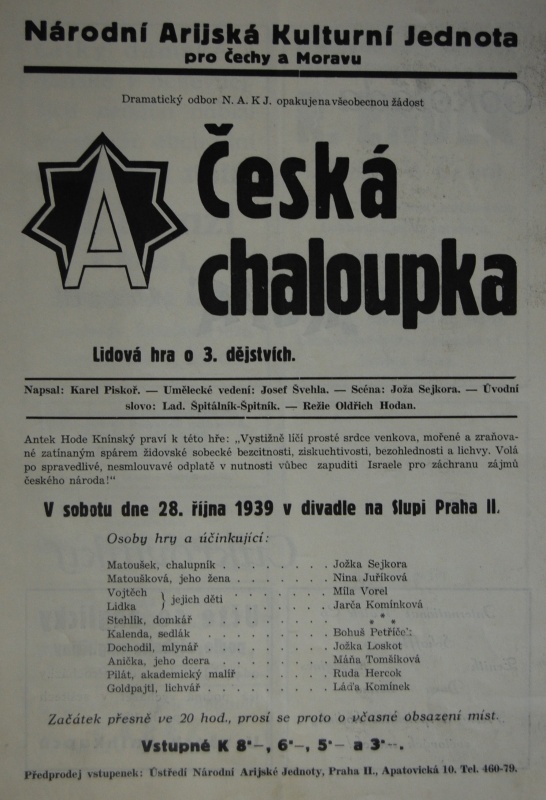 Národní Arijská Kulturní Jednota
pro Čechy a Moravu
Dramatický odbor N. A. K J. opakuje na všeobecnou žádost
A
Česká
chaloupka
Lidová hra o 3. dějstvích.
Napsal: Karel Piskoř. — Umělecké vedení: Josef Švehla. — Scéna: Joža Sejkora. — Úvodní
slovo: Lad. Špitálník-Špitník. — Režie Oldřich Hodan.
Antek Hode Knínský praví k této hře: „Vystižně líčí prosté srdce venkova, mořené a zraňova-
né zatínaným spárem židovské sobecké bezcitnosti, ziskuchtivosti, bezohlednosti a lichvy. Volá
po spravedlivé, nesmlouvavé odplatě v nutnosti vůbec zapuditi Israele pro záchranu zájmů
českého národa!“
V sobotu dne 28. října 1939 v divadle na Slupi Praha II.
Osoby hry a účinkující:
Matoušek, chalupník . . . . . . . . Jožka Sejkora
Matoušková, jeho žena . . . . . . . Nina Juříková
Vojtěch } jejich děti . . . . . . . Míla Vorel
Lidka } jejich děti . . . . . . . Jarča Komínková
Stehlík, domkář . . . . . . . . . * * *
Kalenda, sedlák . . . . . . . . . Bohuš Petříče':
Dochodil, mlynář . . . . . . . . . Jožka Loskot
Anička, jeho dcera . . . . . . . . Máňa Tomšíková
Pilát, akademický malíř . . . . . . Ruda Hercok
Goldpajtl, lichvář . . . . . . . . Láďa Komínek
Začátek přesně ve 20 hod., prosí se proto o včasné obsazení míst.
Vstupné K 8·–, 6·–, 5·– a 3·–.
Předprodej vstupenek: Ústředí Národní Arijské Jednoty, Praha II., Apatovická 10. Tel. 460-79.